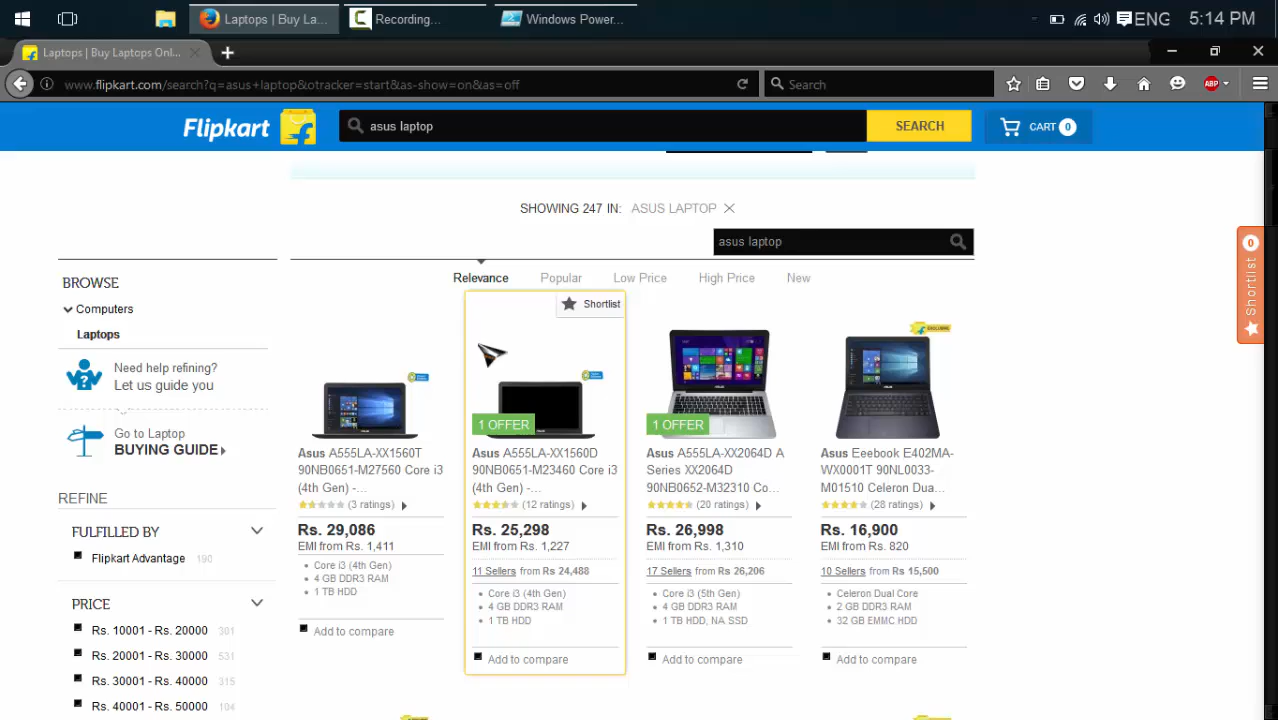 Laptops | Buy La...
Recording...
Windows Power...
ENG
5:14 PM
Laptops | Buy Laptops Onl...
www.flipkart.com/search?q=asus+laptop&otracker=start&as-show=on&as=off
Search
ABP
Flipkart
asus laptop
SEARCH
CART 0
SHOWING 247 IN: ASUS LAPTOP
asus laptop
Relevance Popular Low Price High Price New
BROWSE
Computers
Laptops
Need help refining?
Let us guide you
Go to Laptop
BUYING GUIDE
REFINE
FULFILLED BY
Flipkart Advantage 190
PRICE
Rs. 10001 - Rs. 20000 301
Rs. 20001 - Rs. 30000 531
Rs. 30001 - Rs. 40000 315
Rs. 40001 - Rs. 50000 194
Asus A555LA-XX1560T
90NB0651-M27560 Core i3
(4th Gen) -...
(3 ratings)
Rs. 29,086
EMI from Rs. 1,411
Core i3 (4th Gen)
4 GB DDR3 RAM
1 TB HDD
Add to compare
Shortlist
1 OFFER
Asus A555LA-XX1560D
90NB0651-M23460 Core i3
(4th Gen) -...
(12 ratings)
Rs. 25,298
EMI from Rs. 1,227
11 Sellers from Rs 24,488
Core i3 (4th Gen)
4 GB DDR3 RAM
1 TB HDD
Add to compare
1 OFFER
Asus A555LA-XX2064D A
Series XX2064D
90NB0652-M32310 Co...
(20 ratings)
Rs. 26,998
EMI from Rs. 1,310
17 Sellers from Rs 26,206
Core i3 (5th Gen)
4 GB DDR3 RAM
1 TB HDD, NA SSD
Add to compare
Asus Eeebook E402MA-
WX0001T 90NL0033-
M01510 Celeron Dua...
(28 ratings)
Rs. 16,900
EMI from Rs. 820
10 Sellers from Rs 15,500
Celeron Dual Core
2 GB DDR3 RAM
32 GB EMMC HDD
Add to compare
0
Shortlist